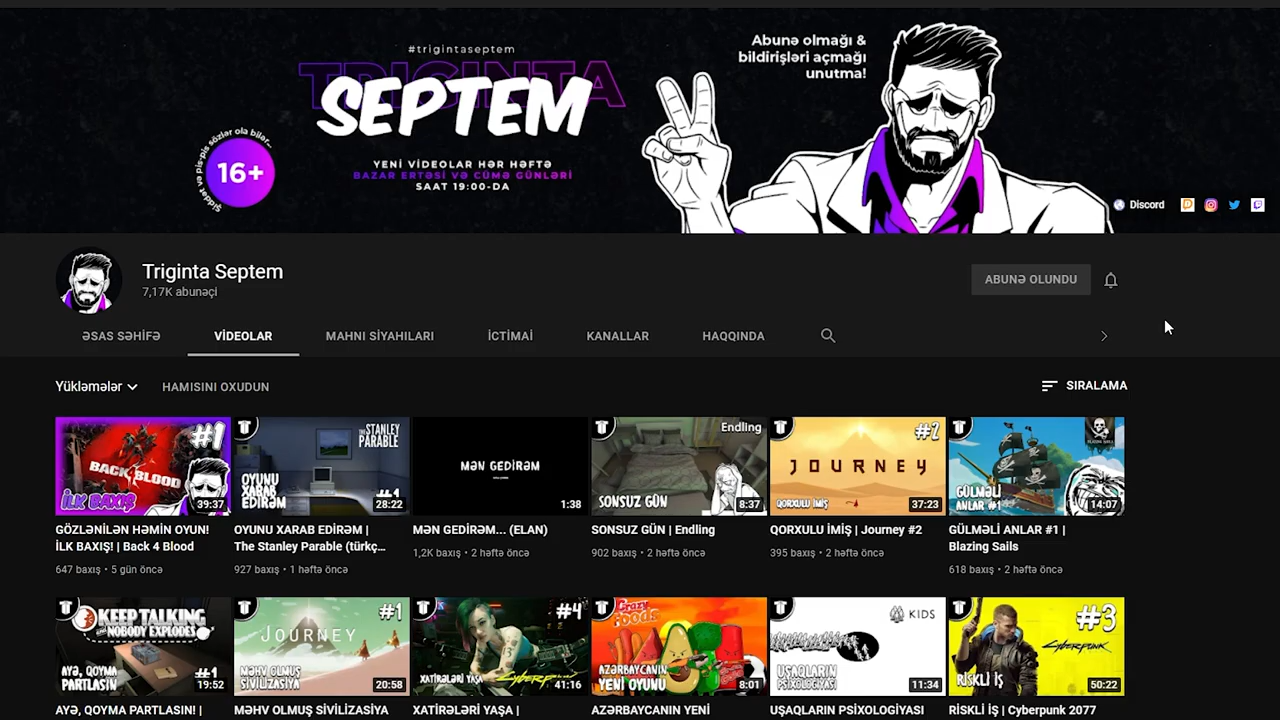 #trigintaseptem
TRIGINTA
SEPTEM
YENİ VİDEOLAR HƏR HƏFTƏ
BAZAR ERTƏSİ VƏ CÜMƏ GÜNLƏRİ
SAAT 19:00-DA
Şiddət və pis-pis sözlər ola bilər~
16+
Abunə olmağı &
bildirişləri açmağı
unutma!
Discord
Triginta Septem
7,17K abunəçi
ABUNƏ OLUNDU
ƏSAS SƏHİFƏ VİDEOLAR MAHNI SİYAHILARI İCTİMAİ KANALLAR HAQQINDA
Yükləmələr HAMISINI OXUDUN SIRALAMA
#1
BACK BLOOD
İLK BAXIŞ
39:37
GÖZLƏNİLƏN HƏMİN OYUN!
İLK BAXIŞ! | Back 4 Blood
647 baxış • 5 gün öncə
THE STANLEY
PARABLE
OYUNU
XARAB
EDİRƏM
#1
28:22
OYUNU XARAB EDİRƏM |
The Stanley Parable (türkç...
927 baxış • 1 həftə öncə
MƏN GEDİRƏM
1:38
MƏN GEDİRƏM... (ELAN)
1,2K baxış • 2 həftə öncə
Endling
SONSUZ GÜN
8:37
SONSUZ GÜN | Endling
902 baxış • 2 həftə öncə
#2
JOURNEY
QORXULU İMİŞ
37:23
QORXULU İMİŞ | Journey #2
395 baxış • 2 həftə öncə
GÜLMƏLİ
ANLAR #1
14:07
GÜLMƏLİ ANLAR #1 |
Blazing Sails
618 baxış • 2 həftə öncə
KEEP TALKING
AND NOBODY EXPLODES
AYƏ, QOYMA
PARTLASIN
#1
19:52
AYƏ, QOYMA PARTLASIN! |
#1
JOURNEY
MƏHV OLMUŞ
SİVİLİZASİYA
20:58
MƏHV OLMUŞ SİVİLİZASİYA
#4
XATİRƏLƏRİ YAŞA
Cyberpunk
41:16
XATİRƏLƏRİ YAŞA |
Crazy
Foods
AZƏRBAYCANIN
YENİ OYUNU
8:01
AZƏRBAYCANIN YENİ
KIDS
UŞAQLARIN
PSİXOLOGİYASI
11:34
UŞAQLARIN PSİXOLOGİYASI
#3
Cyberpunk
RİSKLİ İŞ
50:22
RİSKLİ İŞ | Cyberpunk 2077